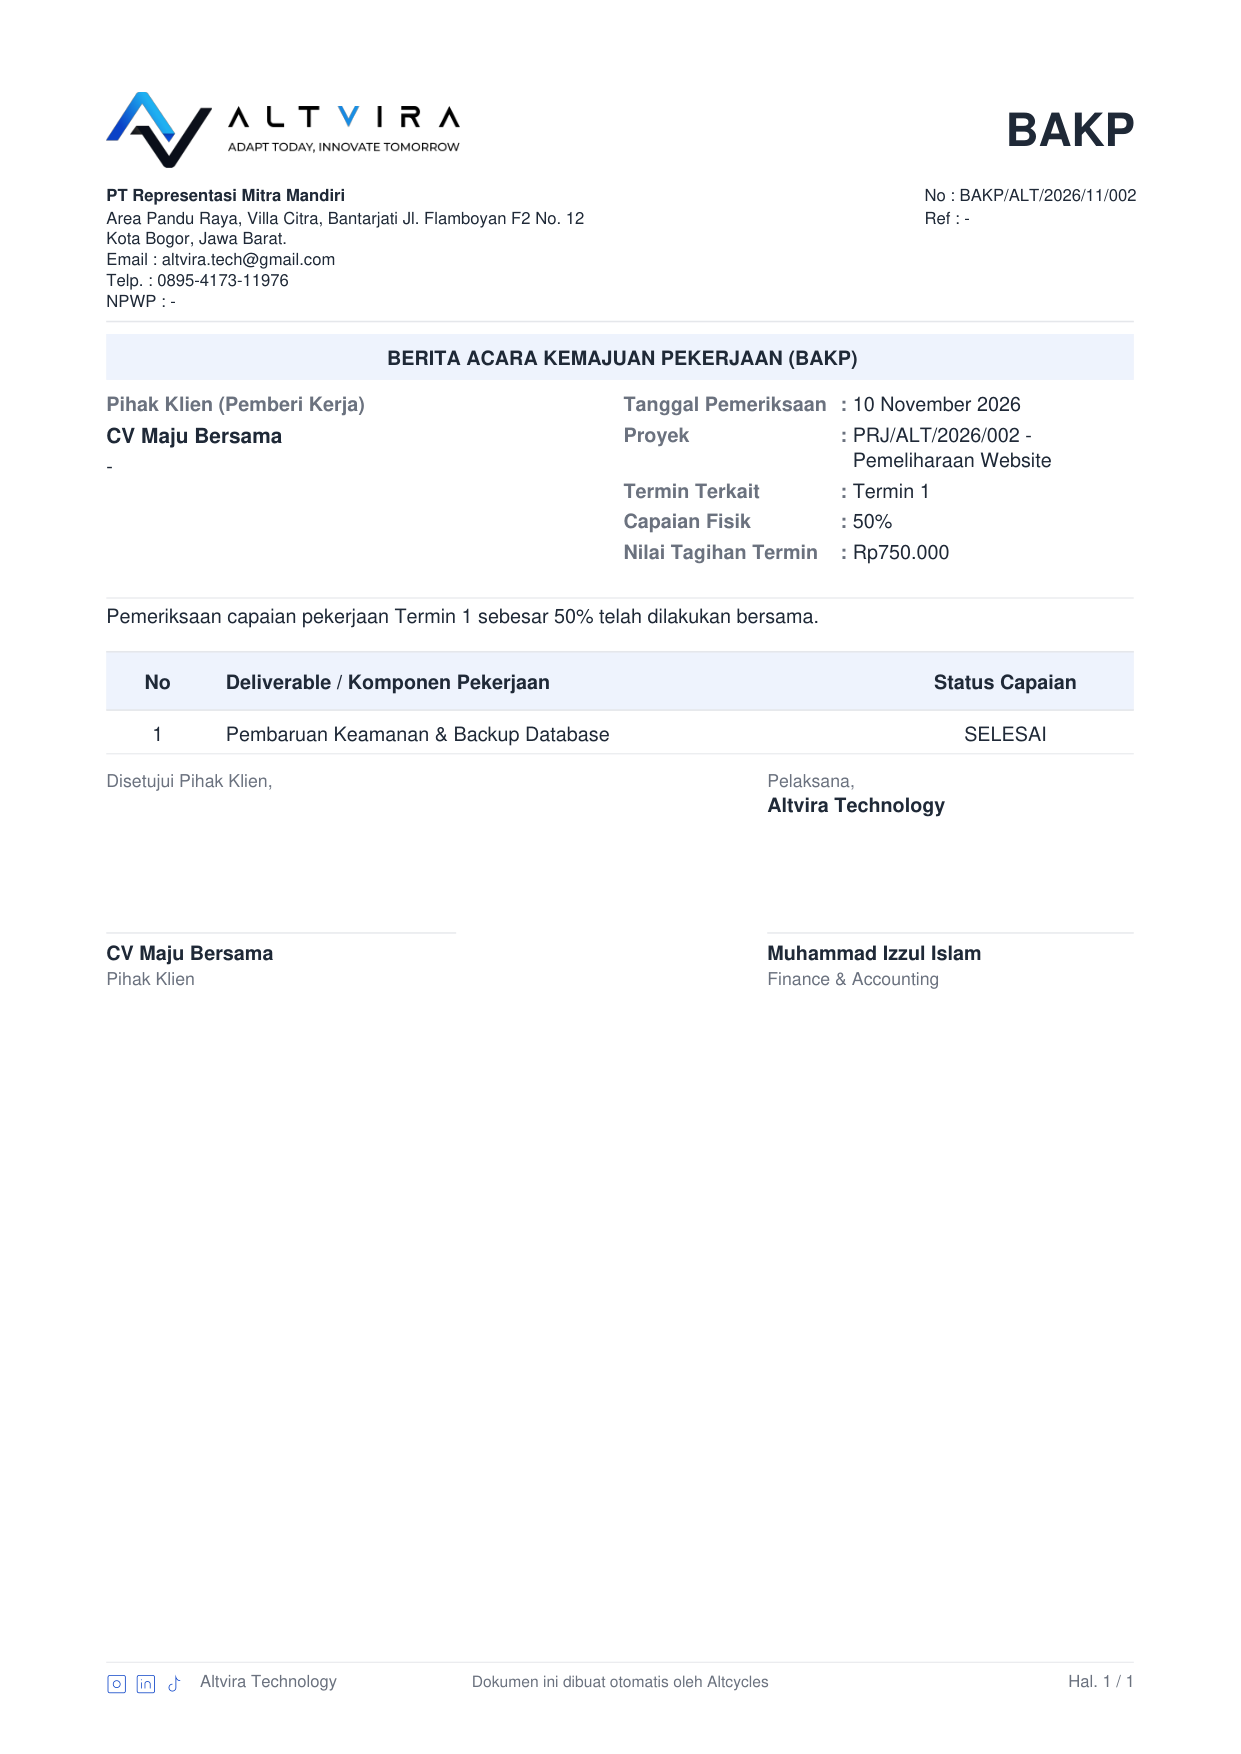 ALTVIRA
ADAPT TODAY, INNOVATE TOMORROW
BAKP
PT Representasi Mitra Mandiri
Area Pandu Raya, Villa Citra, Bantarjati Jl. Flamboyan F2 No. 12
Kota Bogor, Jawa Barat.
Email : altvira.tech@gmail.com
Telp. : 0895-4173-11976
NPWP : -
No : BAKP/ALT/2026/11/002
Ref : -
BERITA ACARA KEMAJUAN PEKERJAAN (BAKP)
Pihak Klien (Pemberi Kerja)
CV Maju Bersama
-
Tanggal Pemeriksaan : 10 November 2026
Proyek : PRJ/ALT/2026/002 -
Pemeliharaan Website
Termin Terkait : Termin 1
Capaian Fisik : 50%
Nilai Tagihan Termin : Rp750.000
Pemeriksaan capaian pekerjaan Termin 1 sebesar 50% telah dilakukan bersama.
No Deliverable / Komponen Pekerjaan Status Capaian
1 Pembaruan Keamanan & Backup Database SELESAI
Disetujui Pihak Klien,
Pelaksana,
Altvira Technology
CV Maju Bersama
Pihak Klien
Muhammad Izzul Islam
Finance & Accounting
in Altvira Technology Dokumen ini dibuat otomatis oleh Altcycles Hal. 1 / 1